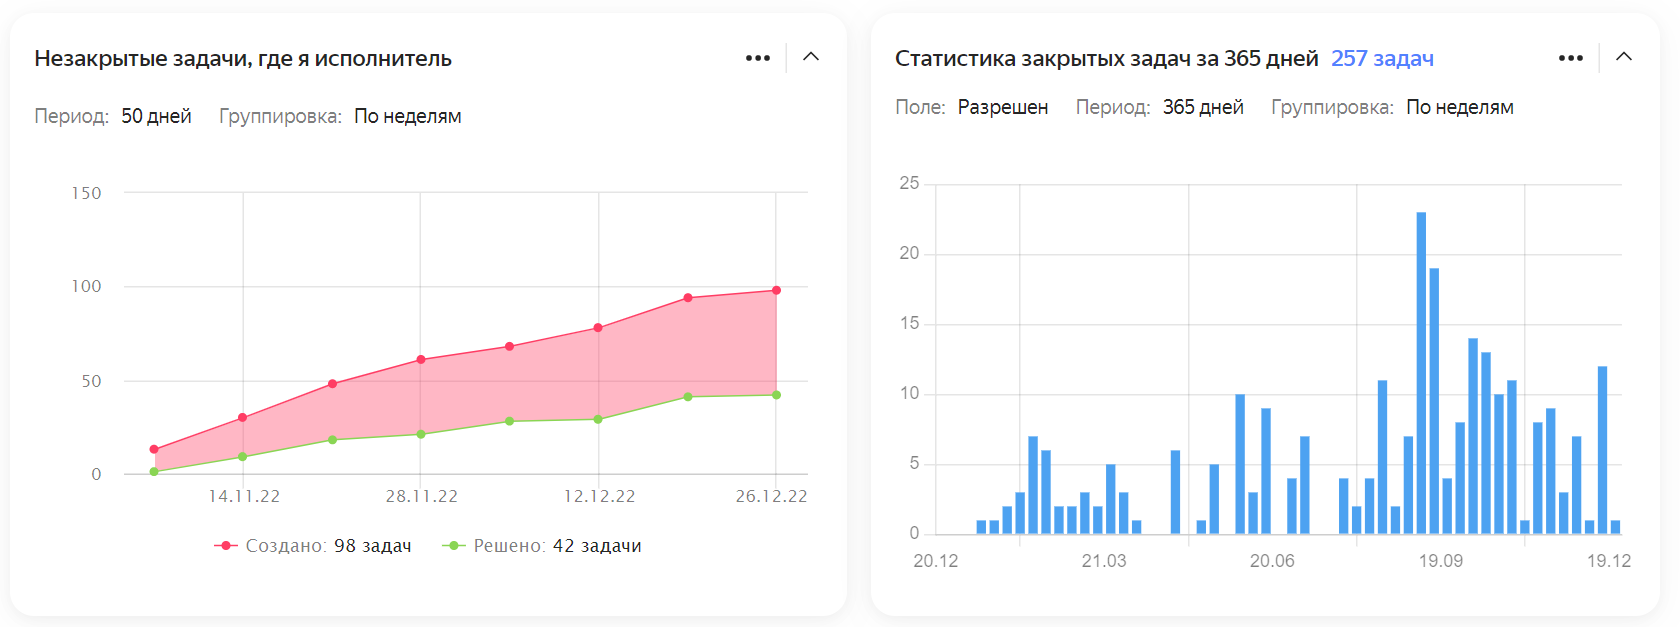 Незакрытые задачи, где я исполнитель
Период: 50 дней Группировка: По неделям
150
100
50
0
14.11.22 28.11.22 12.12.22 26.12.22
Создано: 98 задач Решено: 42 задачи
Статистика закрытых задач за 365 дней 257 задач
Поле: Разрешен Период: 365 дней Группировка: По неделям
25
20
15
10
5
0
20.12 21.03 20.06 19.09 19.12